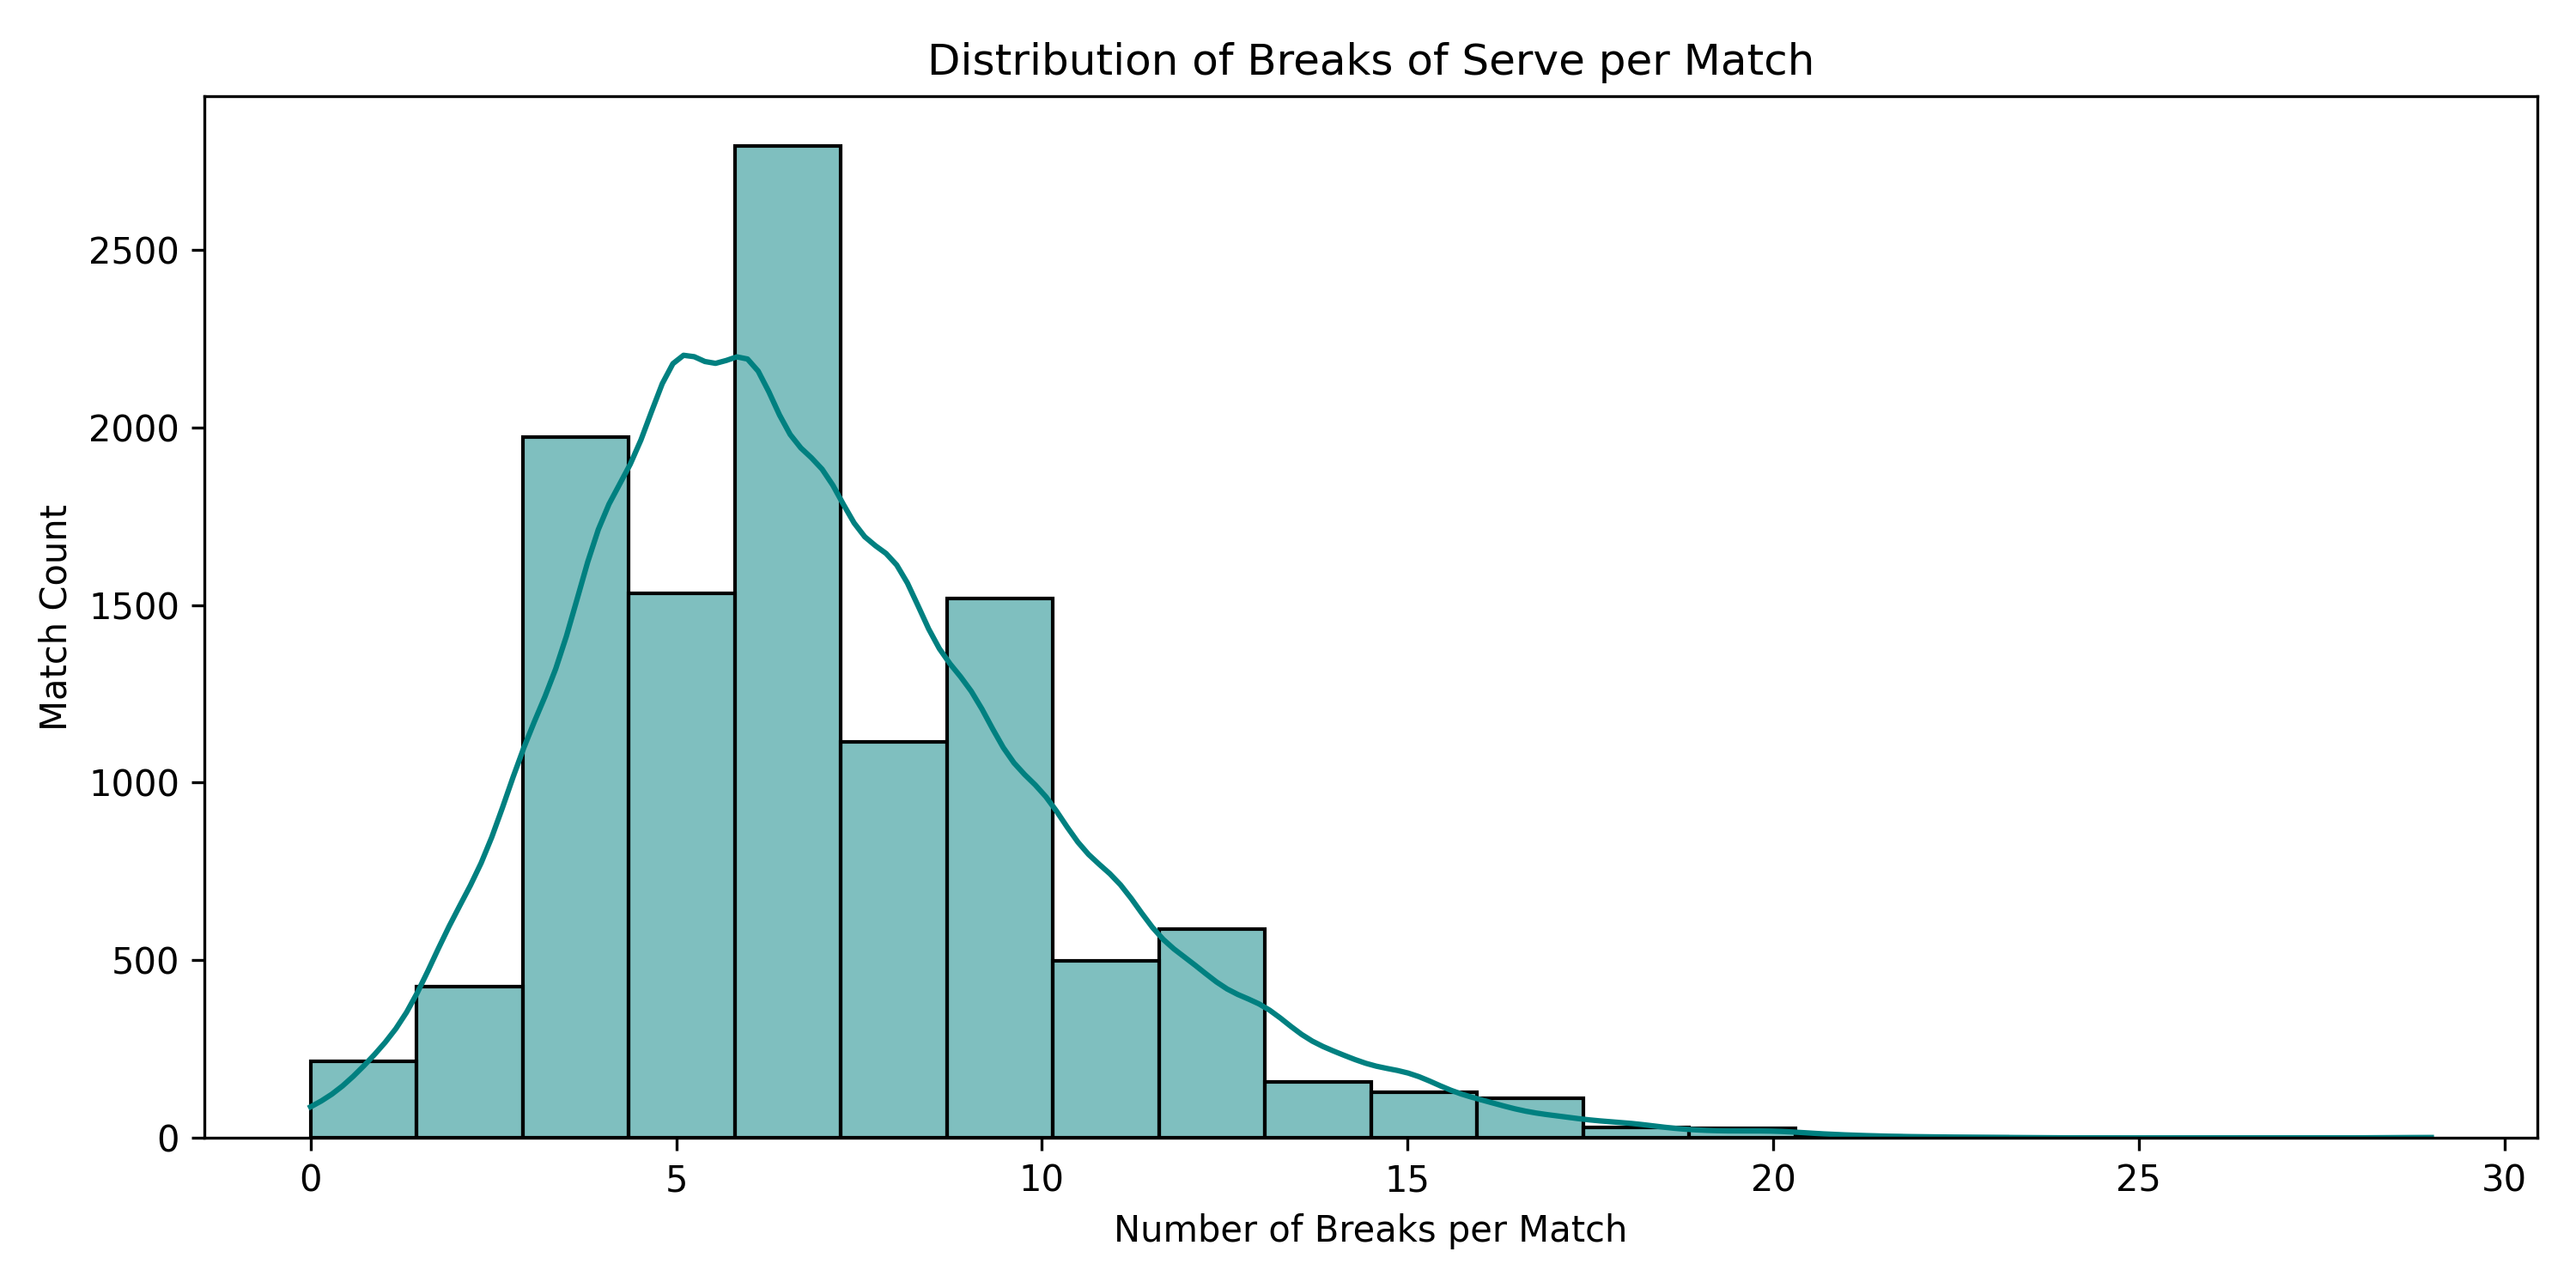 Distribution of Breaks of Serve per Match
Match Count
2500
2000
1500
1000
500
0
0 5 10 15 20 25 30
Number of Breaks per Match